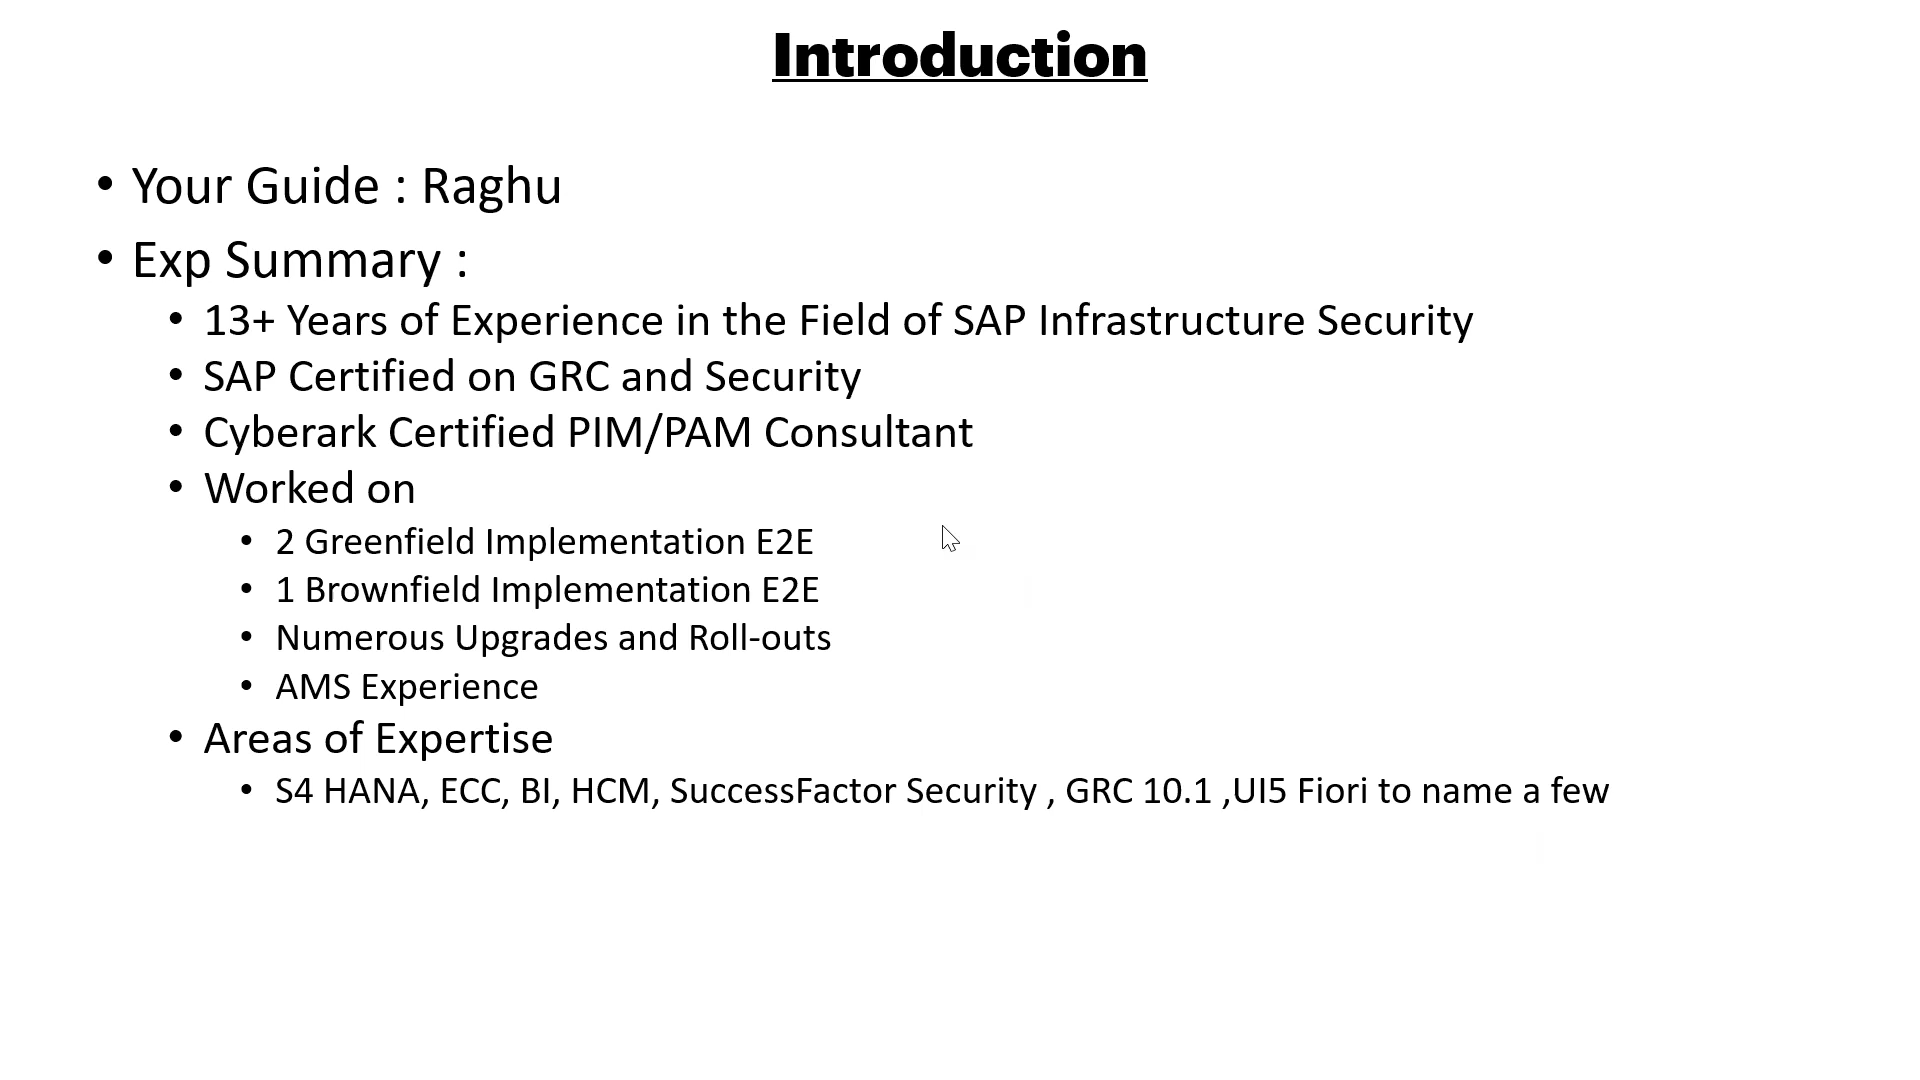 Introduction
• Your Guide : Raghu
• Exp Summary :
• 13+ Years of Experience in the Field of SAP Infrastructure Security
• SAP Certified on GRC and Security
• Cyberark Certified PIM/PAM Consultant
• Worked on
• 2 Greenfield Implementation E2E
• 1 Brownfield Implementation E2E
• Numerous Upgrades and Roll-outs
• AMS Experience
• Areas of Expertise
• S4 HANA, ECC, BI, HCM, SuccessFactor Security , GRC 10.1 ,UI5 Fiori to name a few